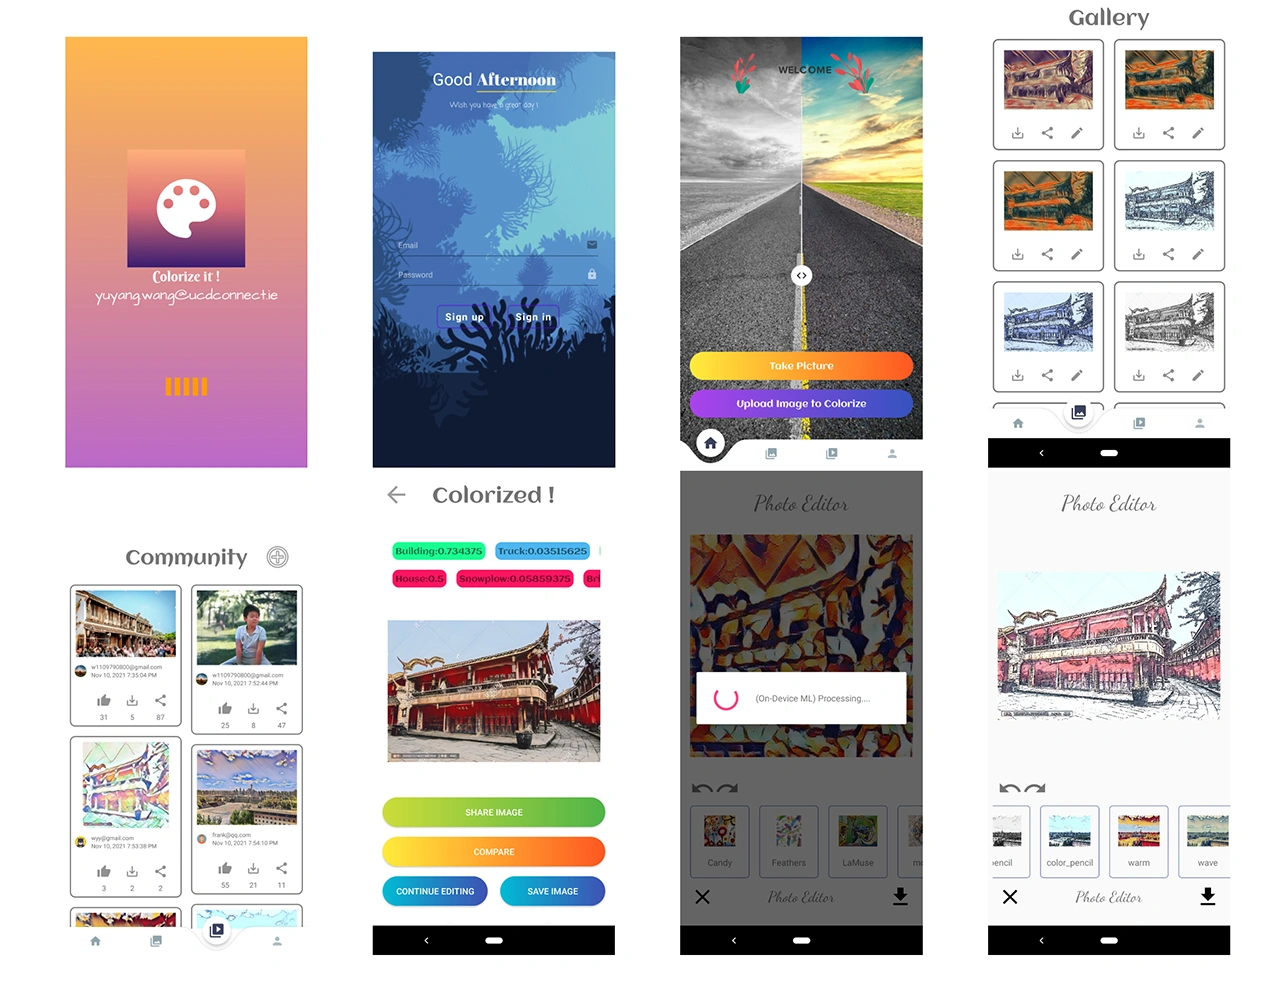 Colorize it !
yuyang.wang@ucdconnect.ie
Good Afternoon
Wish you have a great day !
Email
Password
Sign up
Sign in
WELCOME
Take Picture
Upload Image to Colorize
Gallery
Community
w1109790800@gmail.com
Nov 10, 2021 7:35:04 PM
31 5 87
w1109790800@gmail.com
Nov 10, 2021 7:52:44 PM
25 8 47
wyy@gmail.com
Nov 10, 2021 7:53:38 PM
3 2 2
frank@qq.com
Nov 10, 2021 7:54:10 PM
55 21 11
Colorized !
Building:0.734375 Truck:0.03515625
House:0.5 Snowplow:0.05859375 Bri
SHARE IMAGE
COMPARE
CONTINUE EDITING SAVE IMAGE
Photo Editor
(On-Device ML) Processing....
Candy Feathers LaMuse mo
Photo Editor
Photo Editor
pencil color_pencil warm wave
Photo Editor